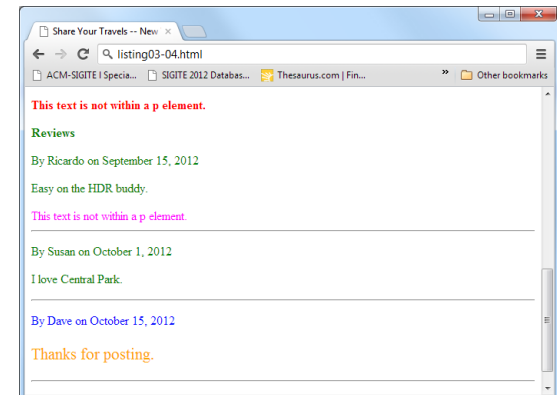 Share Your Travels -- New
listing03-04.html
ACM-SIGITE I Specia... SIGITE 2012 Databas... Thesaurus.com | Fin... » Other bookmarks
This text is not within a p element.
Reviews
By Ricardo on September 15, 2012
Easy on the HDR buddy.
This text is not within a p element.
By Susan on October 1, 2012
I love Central Park.
By Dave on October 15, 2012
Thanks for posting.